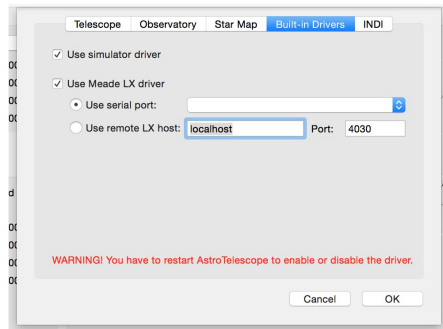 Telescope Observatory Star Map Built-in Drivers INDI
Use simulator driver
Use Meade LX driver
Use serial port:
Use remote LX host: localhost Port: 4030
WARNING! You have to restart AstroTelescope to enable or disable the driver.
Cancel OK